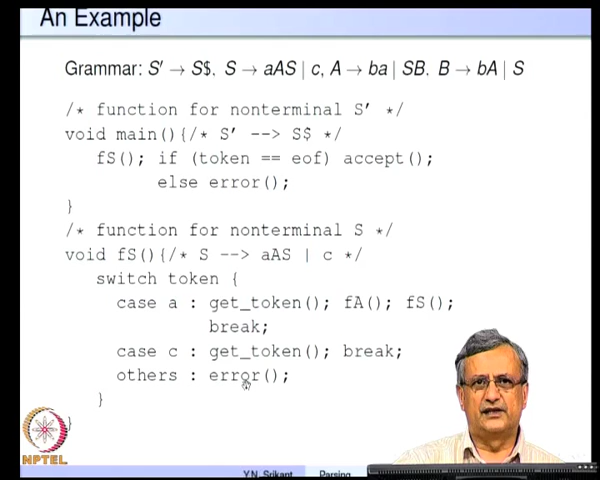 An Example
Grammar: S′ → S$, S → aAS | c, A → ba | SB, B → bA | S
/* function for nonterminal S′ */
void main(){/* S′ --> S$ */
fS(); if (token == eof) accept();
else error();
}
/* function for nonterminal S */
void fS(){/* S --> aAS | c */
switch token {
case a : get_token(); fA(); fS();
break;
case c : get_token(); break;
others : error();
}
}
NPTEL
Y.N. Srikant Parsing